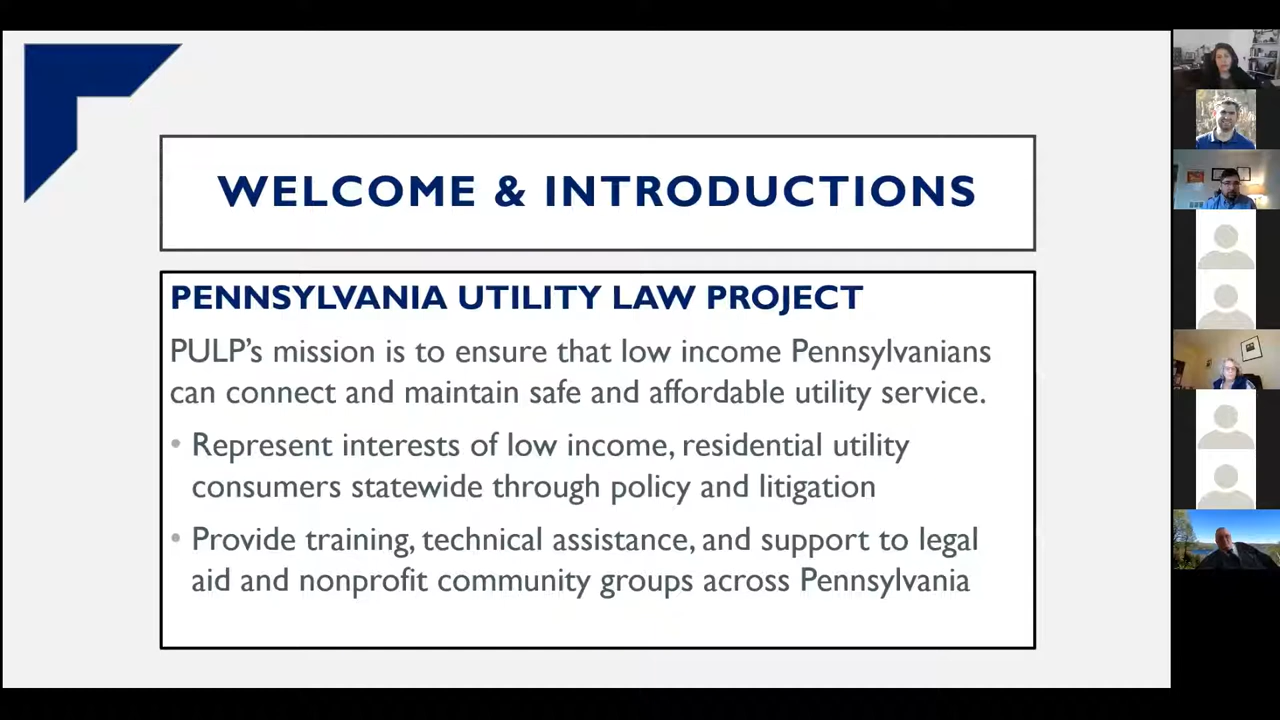 WELCOME & INTRODUCTIONS
PENNSYLVANIA UTILITY LAW PROJECT
PULP’s mission is to ensure that low income Pennsylvanians
can connect and maintain safe and affordable utility service.
• Represent interests of low income, residential utility
consumers statewide through policy and litigation
• Provide training, technical assistance, and support to legal
aid and nonprofit community groups across Pennsylvania